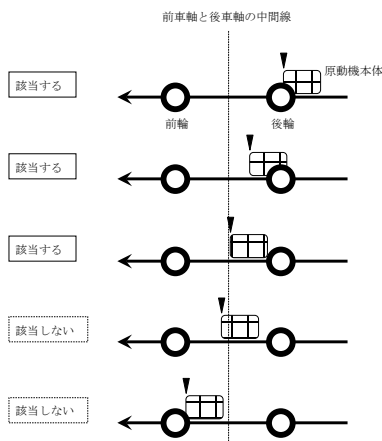 前車軸と後車軸の中間線
原動機本体
該当する
前輪
後輪
該当する
該当する
該当しない
該当しない